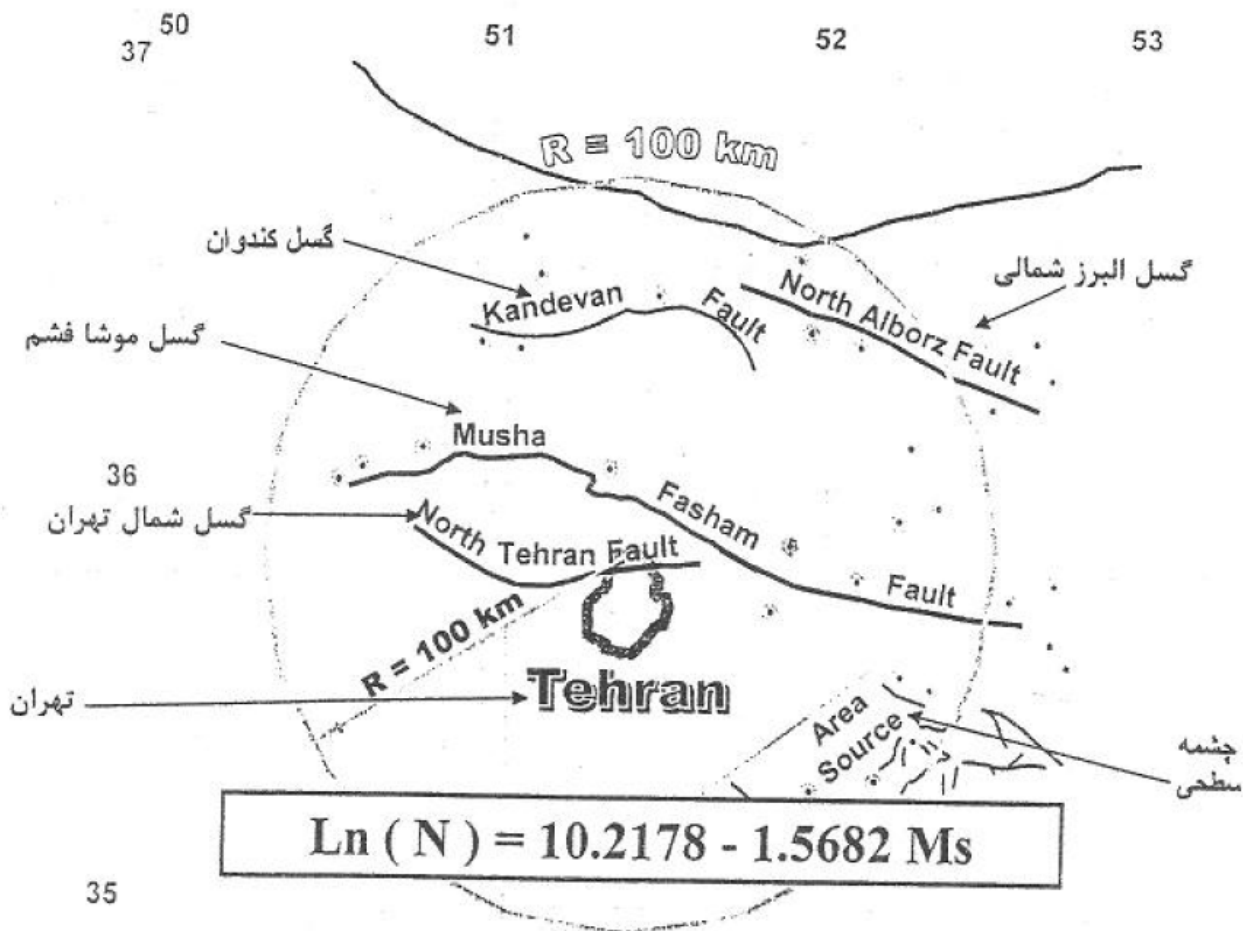 50
51
52
53
37
R = 100 km
گسل کندوان
Kandevan Fault
North Alborz Fault
گسل البرز شمالی
گسل موشا فشم
Musha Fasham Fault
36
گسل شمال تهران
North Tehran Fault
R = 100 km
Tehran
تهران
Area Source
چشمه
سطحی
Ln ( N ) = 10.2178 - 1.5682 Ms
35